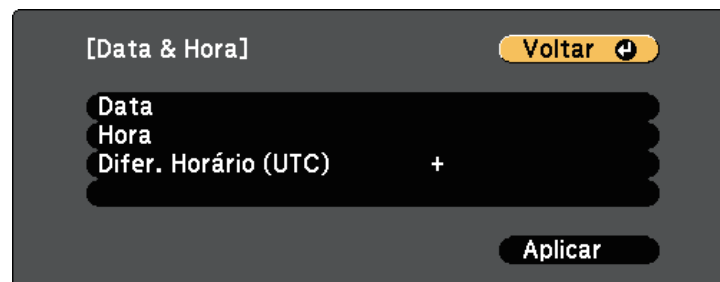 [Data & Hora]
Voltar
Data
Hora
Difer. Horário (UTC) +
Aplicar